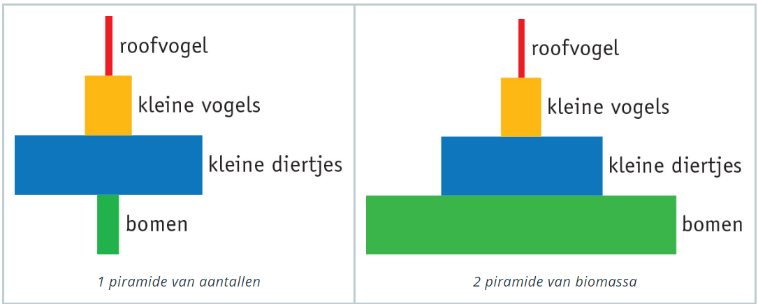 roofvogel
kleine vogels
kleine diertjes
bomen
1 piramide van aantallen
roofvogel
kleine vogels
kleine diertjes
bomen
2 piramide van biomassa